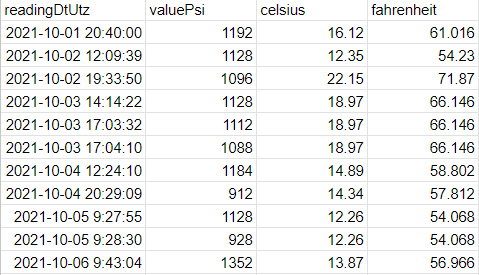 readingDtUtz valuePsi celsius fahrenheit
2021-10-01 20:40:00 1192 16.12 61.016
2021-10-02 12:09:39 1128 12.35 54.23
2021-10-02 19:33:50 1096 22.15 71.87
2021-10-03 14:14:22 1128 18.97 66.146
2021-10-03 17:03:32 1112 18.97 66.146
2021-10-03 17:04:10 1088 18.97 66.146
2021-10-04 12:24:10 1184 14.89 58.802
2021-10-04 20:29:09 912 14.34 57.812
2021-10-05 9:27:55 1128 12.26 54.068
2021-10-05 9:28:30 928 12.26 54.068
2021-10-06 9:43:04 1352 13.87 56.966